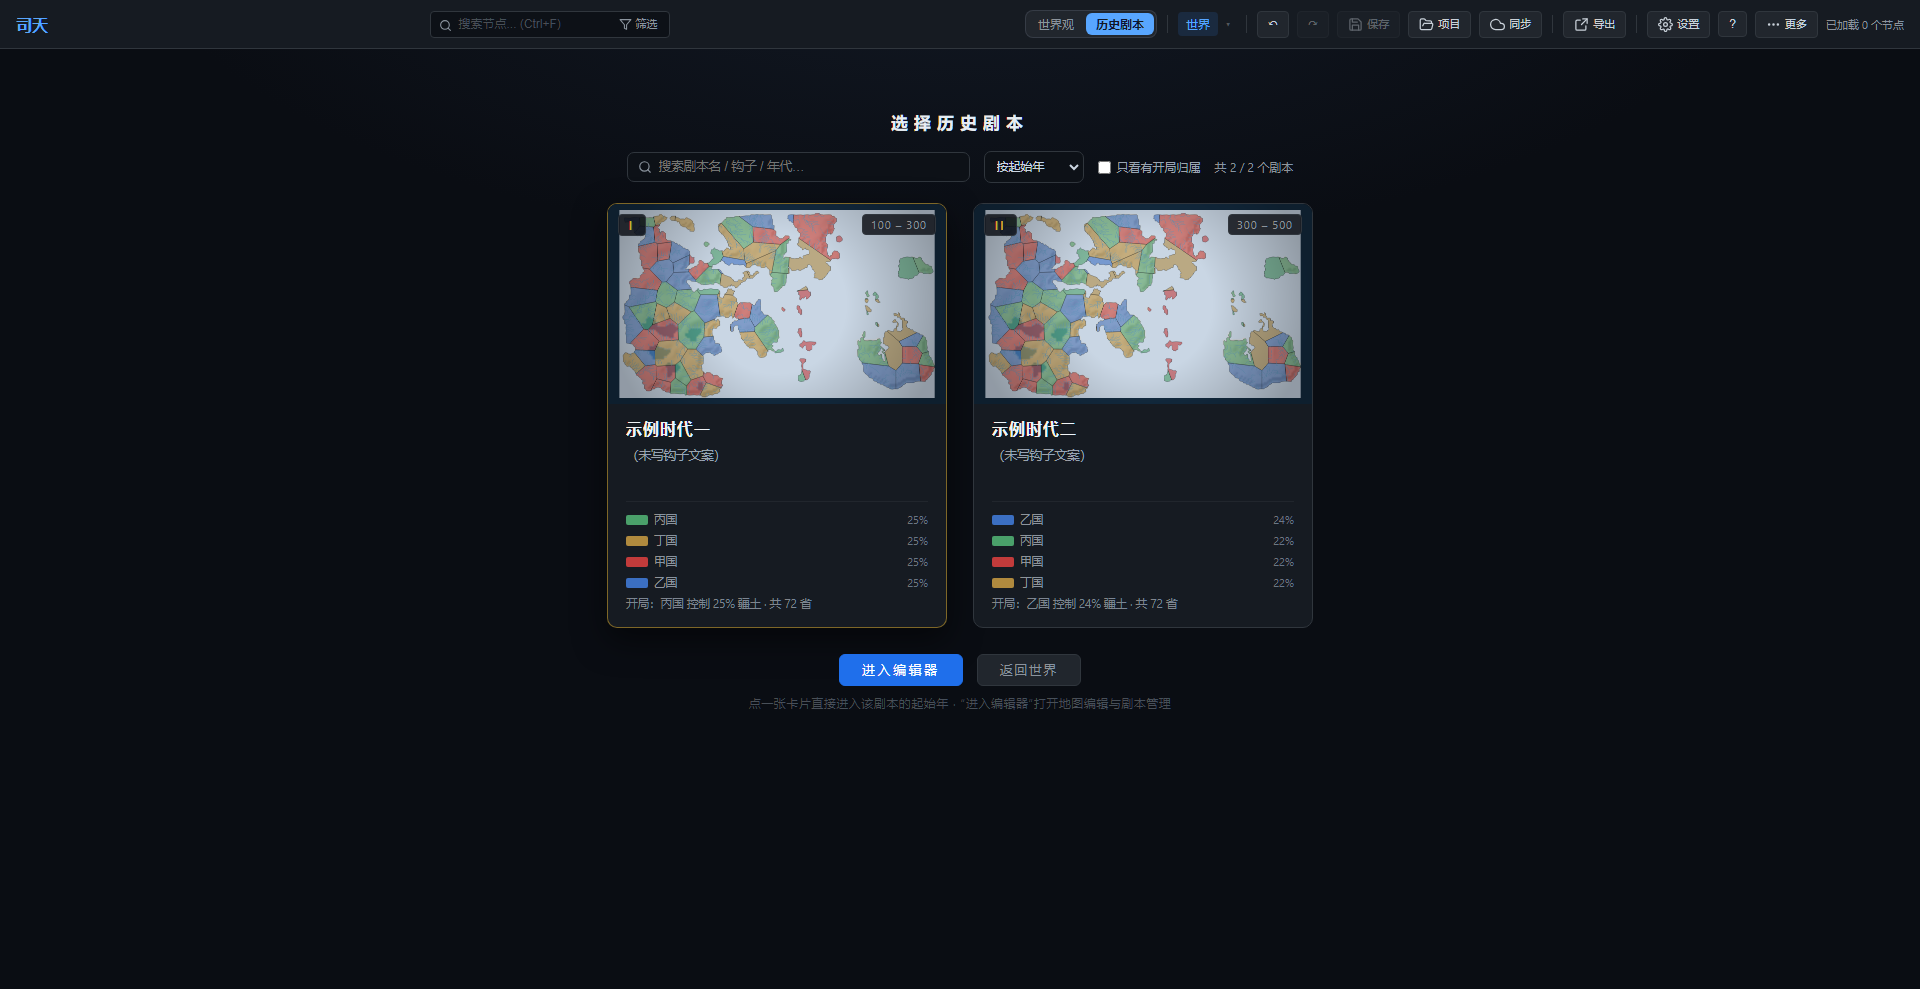 司天
搜索节点... (Ctrl+F) 筛选
世界观 历史剧本 世界 保存 项目 同步 导出 设置 ? 更多 已加载 0 个节点
选择历史剧本
搜索剧本名 / 钩子 / 年代… 按起始年 只看有开局归属 共 2 / 2 个剧本
I 100 – 300
II 300 – 500
示例时代一
（未写钩子文案）
丙国 25%
丁国 25%
甲国 25%
乙国 25%
开局：丙国 控制 25% 疆土 · 共 72 省
示例时代二
（未写钩子文案）
乙国 24%
丙国 22%
甲国 22%
丁国 22%
开局：乙国 控制 24% 疆土 · 共 72 省
进入编辑器 返回世界
点一张卡片直接进入该剧本的起始年 · “进入编辑器”打开地图编辑与剧本管理